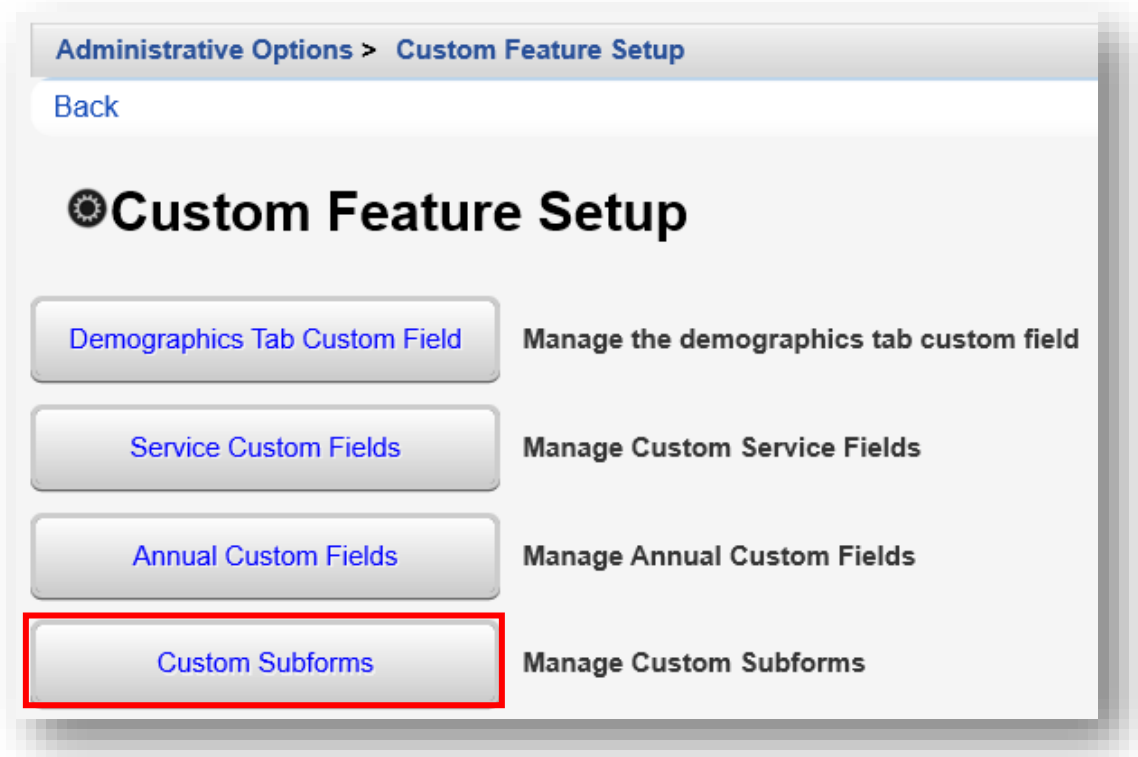 Administrative Options > Custom Feature Setup
Back
Custom Feature Setup
Demographics Tab Custom Field Manage the demographics tab custom field
Service Custom Fields Manage Custom Service Fields
Annual Custom Fields Manage Annual Custom Fields
Custom Subforms Manage Custom Subforms